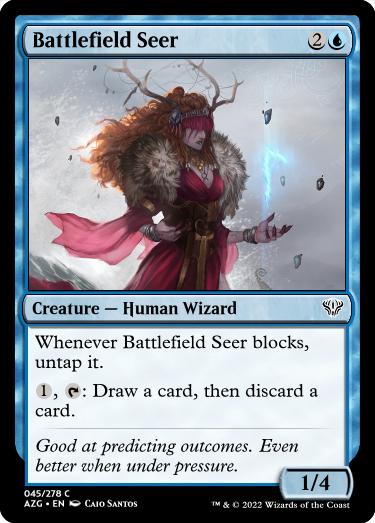 Battlefield Seer 2
Creature — Human Wizard
Whenever Battlefield Seer blocks,
untap it.
1, : Draw a card, then discard a
card.
Good at predicting outcomes. Even
better when under pressure.
1/4
045/278 C
AZG • EN Caio Santos
™ & © 2022 Wizards of the Coast